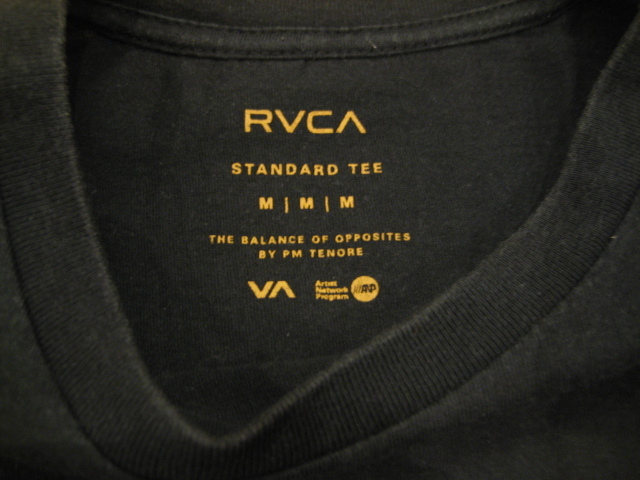 RVCA
STANDARD TEE
M | M | M
THE BALANCE OF OPPOSITES
BY PM TENORE
VA
Artist
Network
Program